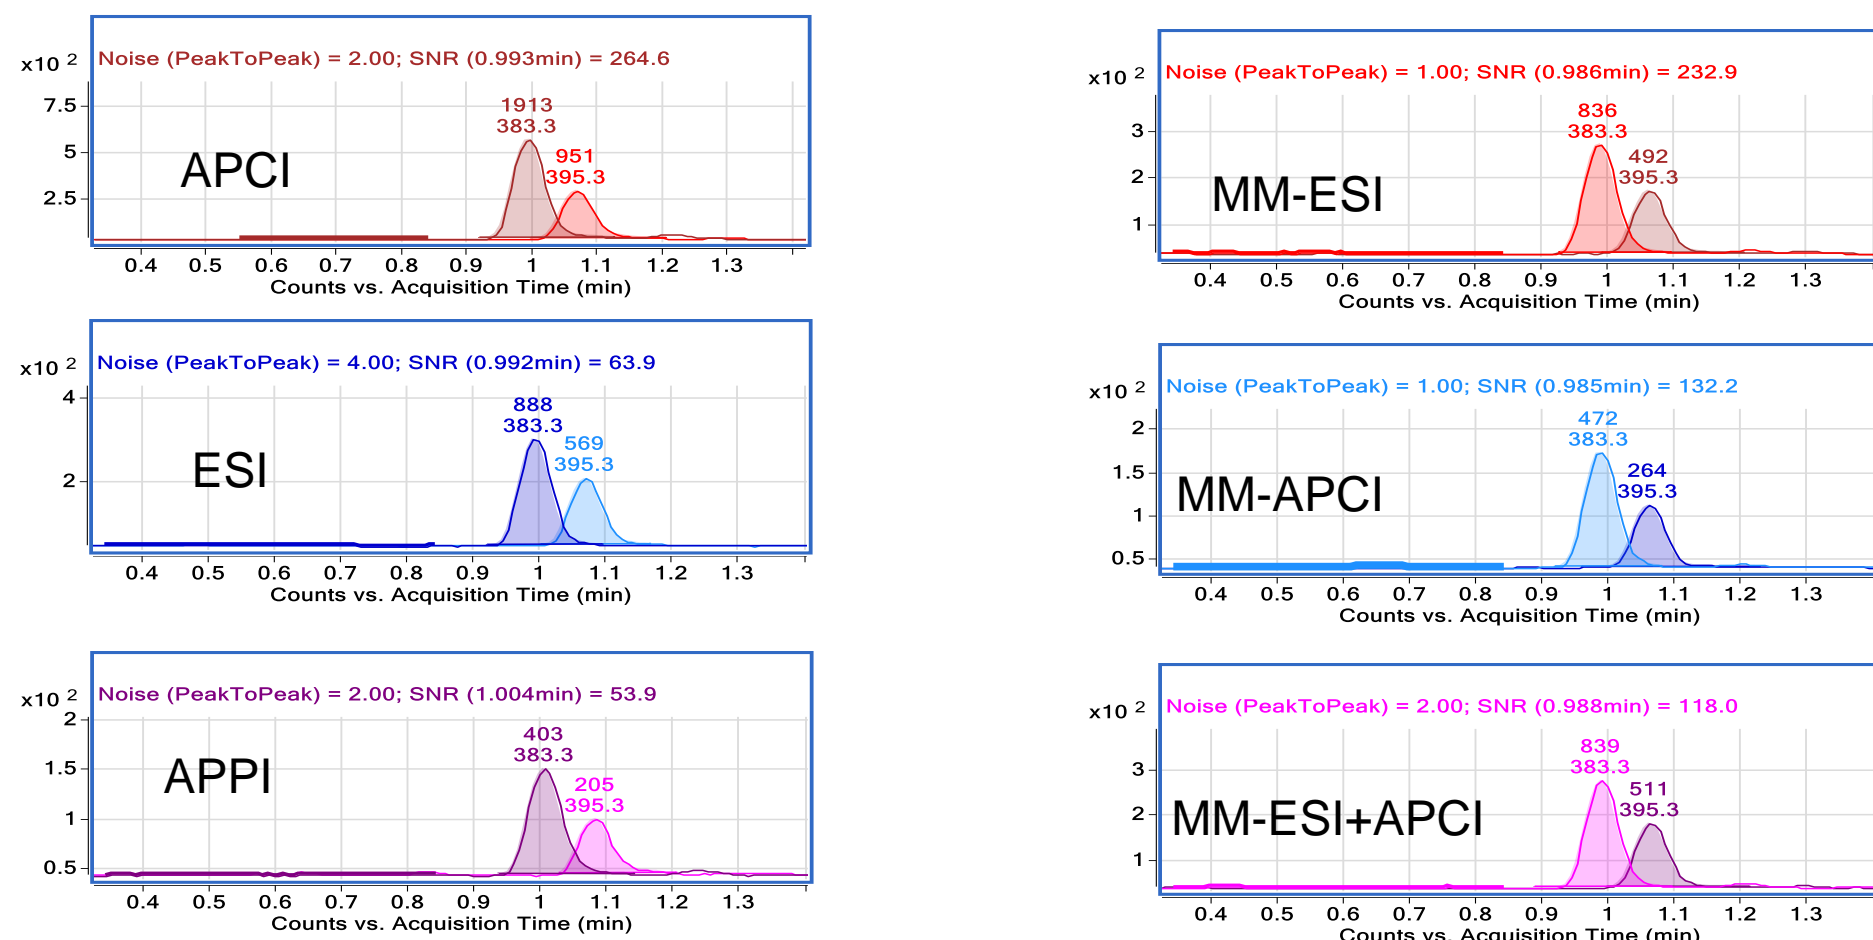 Noise (PeakToPeak) = 2.00; SNR (0.993min) = 264.6
x10 2
7.5
5
2.5
1913
383.3
951
395.3
APCI
0.4 0.5 0.6 0.7 0.8 0.9 1 1.1 1.2 1.3
Counts vs. Acquisition Time (min)
Noise (PeakToPeak) = 4.00; SNR (0.992min) = 63.9
x10 2
4
2
888
383.3
569
395.3
ESI
0.4 0.5 0.6 0.7 0.8 0.9 1 1.1 1.2 1.3
Counts vs. Acquisition Time (min)
Noise (PeakToPeak) = 2.00; SNR (1.004min) = 53.9
x10 2
2
1.5
1
0.5
403
383.3
205
395.3
APPI
0.4 0.5 0.6 0.7 0.8 0.9 1 1.1 1.2 1.3
Counts vs. Acquisition Time (min)
Noise (PeakToPeak) = 1.00; SNR (0.986min) = 232.9
x10 2
3
2
1
836
383.3
492
395.3
MM-ESI
0.4 0.5 0.6 0.7 0.8 0.9 1 1.1 1.2 1.3
Counts vs. Acquisition Time (min)
Noise (PeakToPeak) = 1.00; SNR (0.985min) = 132.2
x10 2
2
1.5
1
0.5
472
383.3
264
395.3
MM-APCI
0.4 0.5 0.6 0.7 0.8 0.9 1 1.1 1.2 1.3
Counts vs. Acquisition Time (min)
Noise (PeakToPeak) = 2.00; SNR (0.988min) = 118.0
x10 2
3
2
1
839
383.3
511
395.3
MM-ESI+APCI
0.4 0.5 0.6 0.7 0.8 0.9 1 1.1 1.2 1.3
Counts vs. Acquisition Time (min)